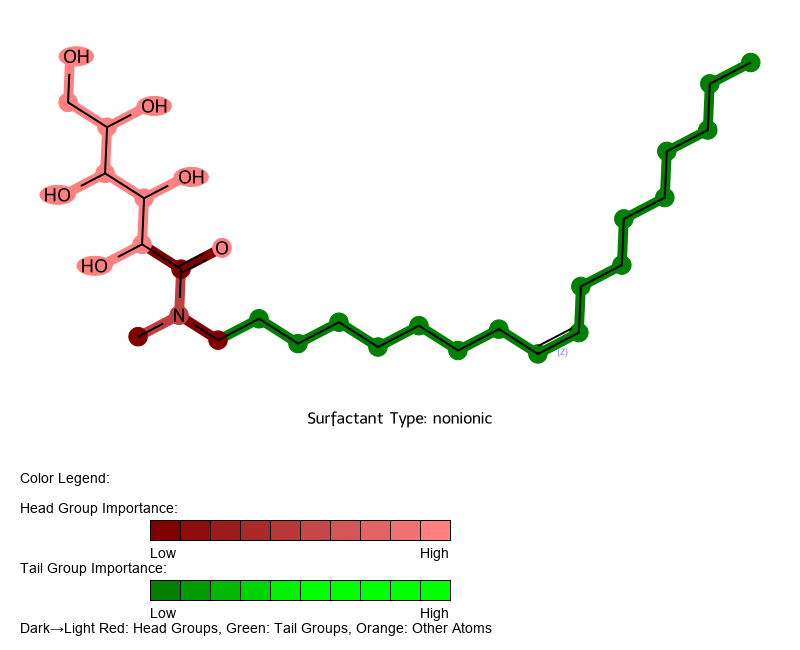 OH
OH
OH
HO
O
HO
N
(Z)
Surfactant Type: nonionic
Color Legend:
Head Group Importance:
Low High
Tail Group Importance:
Low High
Dark→Light Red: Head Groups, Green: Tail Groups, Orange: Other Atoms